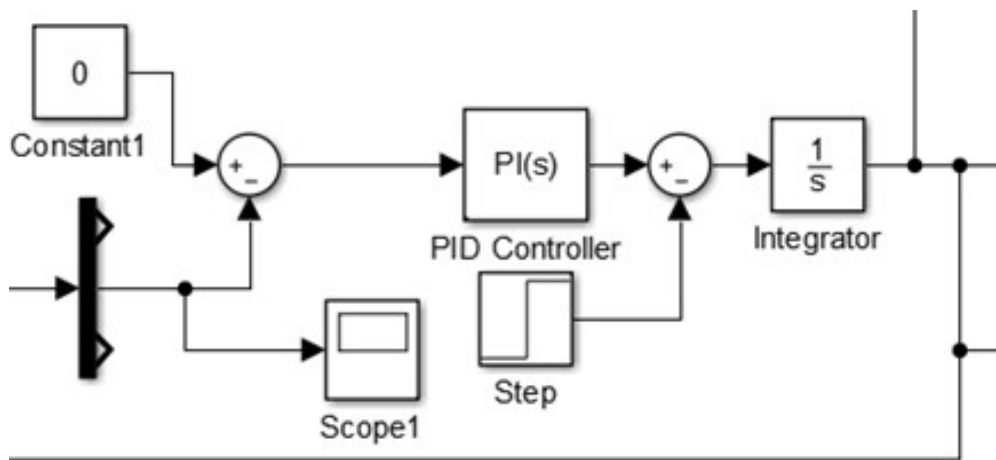 0
Constant1
+
−
PI(s)
PID Controller
+
−
1
s
Integrator
Step
Scope1